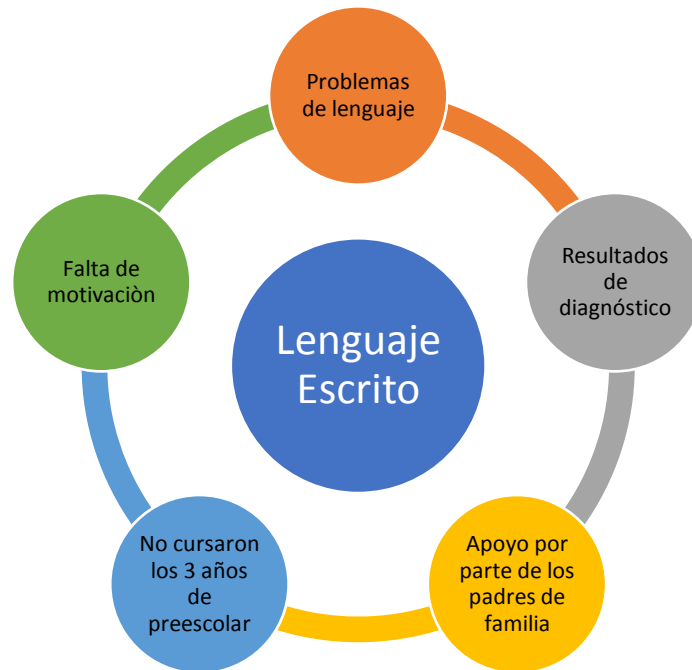 Problemas
de lenguaje
Resultados
de
diagnóstico
Apoyo por
parte de los
padres de
familia
No cursaron
los 3 años
de
preescolar
Falta de
motivaciòn
Lenguaje
Escrito